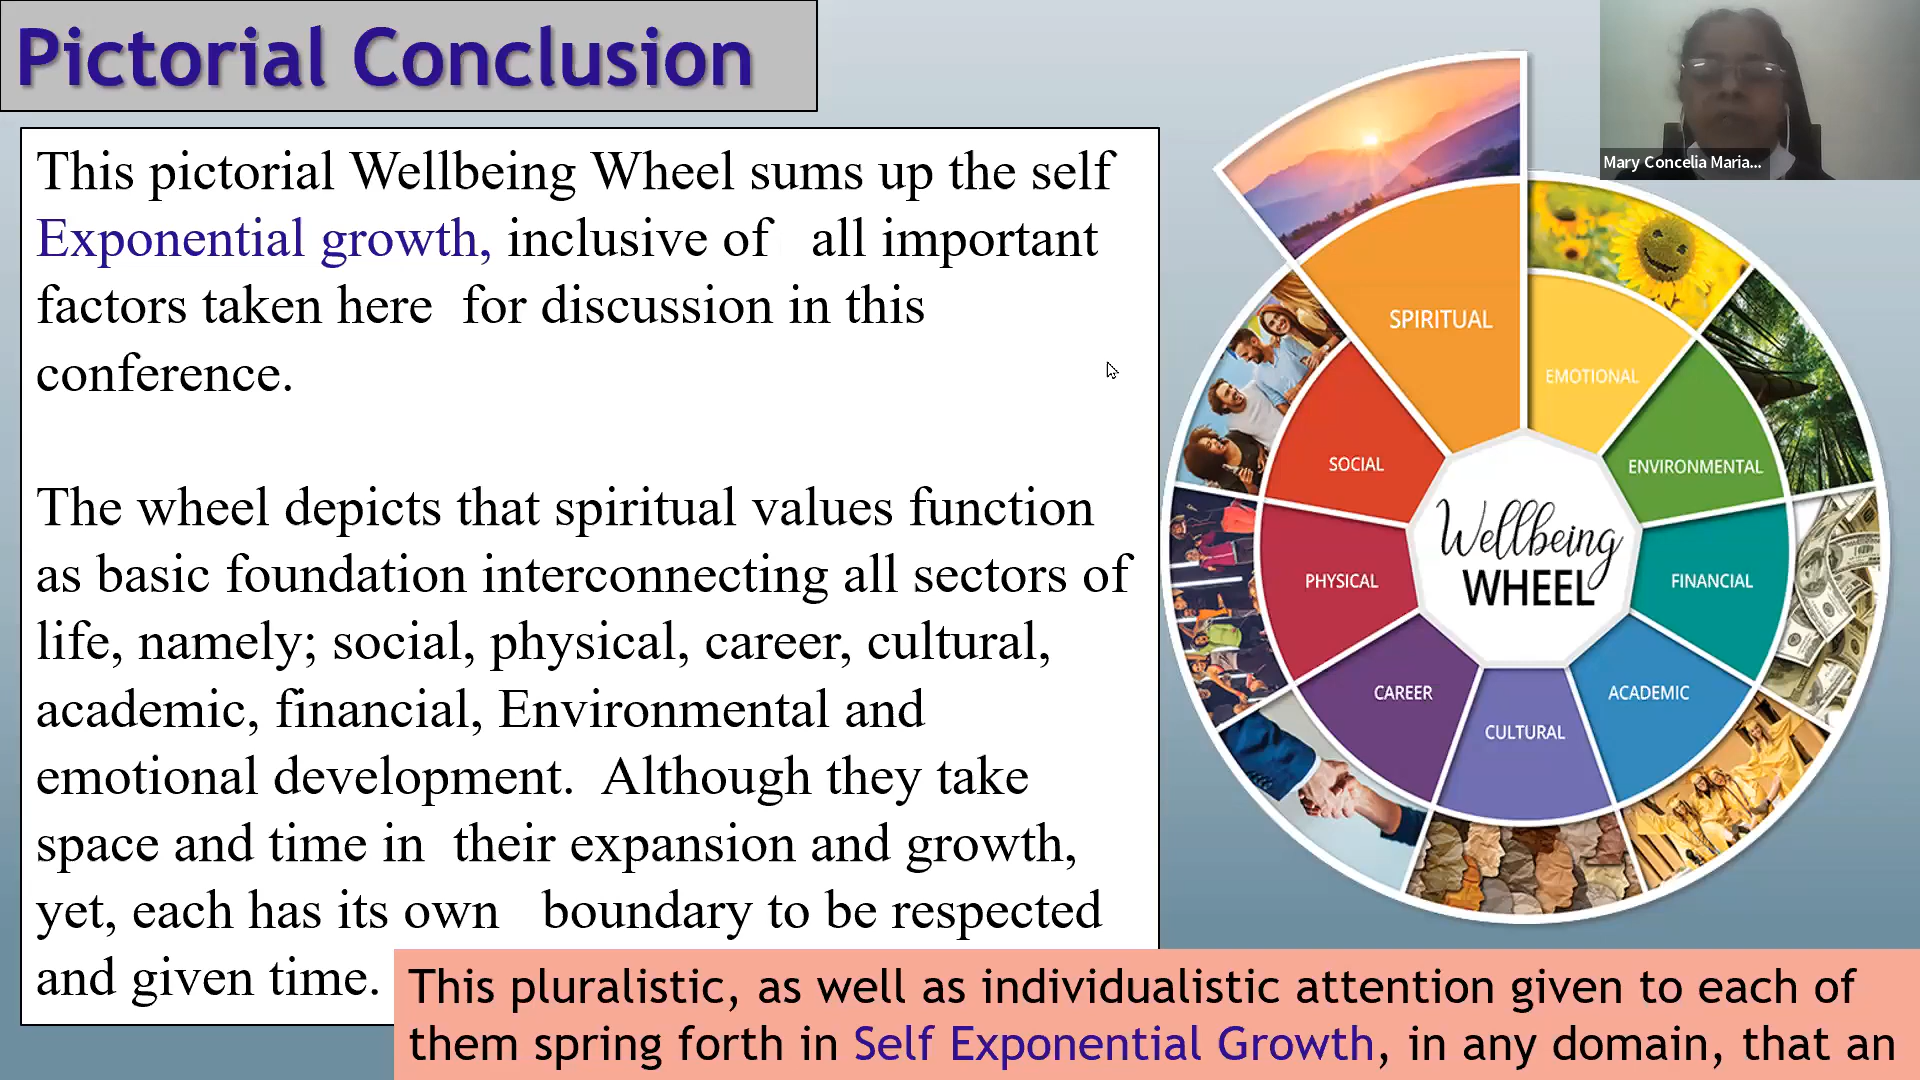 Pictorial Conclusion
This pictorial Wellbeing Wheel sums up the self
Exponential growth, inclusive of all important
factors taken here for discussion in this
conference.
The wheel depicts that spiritual values function
as basic foundation interconnecting all sectors of
life, namely; social, physical, career, cultural,
academic, financial, Environmental and
emotional development. Although they take
space and time in their expansion and growth,
yet, each has its own boundary to be respected
and given time.
This pluralistic, as well as individualistic attention given to each of
them spring forth in Self Exponential Growth, in any domain, that an
SPIRITUAL
EMOTIONAL
ENVIRONMENTAL
FINANCIAL
ACADEMIC
CULTURAL
CAREER
PHYSICAL
SOCIAL
Wellbeing
WHEEL
Mary Concelia Maria...